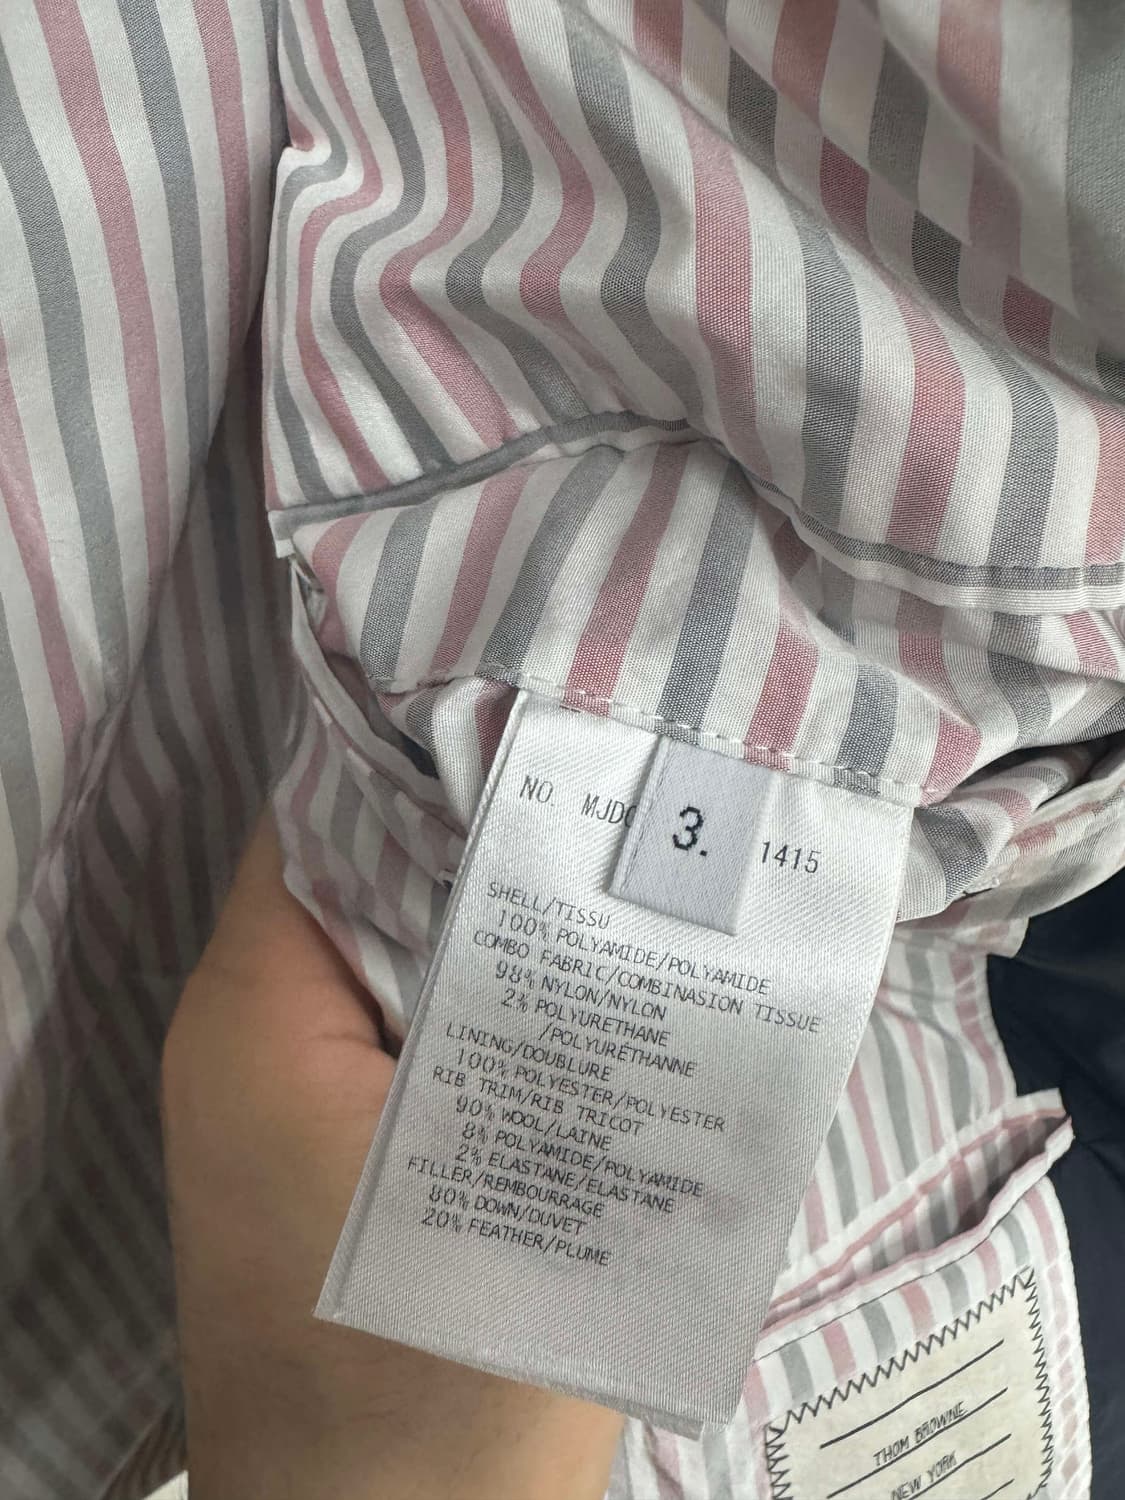 NO. MJD 1415
3.
SHELL/TISSU
100% POLYAMIDE/POLYAMIDE
COMBO FABRIC/COMBINASION TISSUE
98% NYLON/NYLON
2% POLYURETHANE
/POLYURÉTHANNE
LINING/DOUBLURE
100% POLYESTER/POLYESTER
RIB TRIM/RIB TRICOT
90% WOOL/LAINE
8% POLYAMIDE/POLYAMIDE
2% ELASTANE/ELASTANE
FILLER/REMBOURRAGE
80% DOWN/DUVET
20% FEATHER/PLUME
THOM BROWNE.
NEW YORK